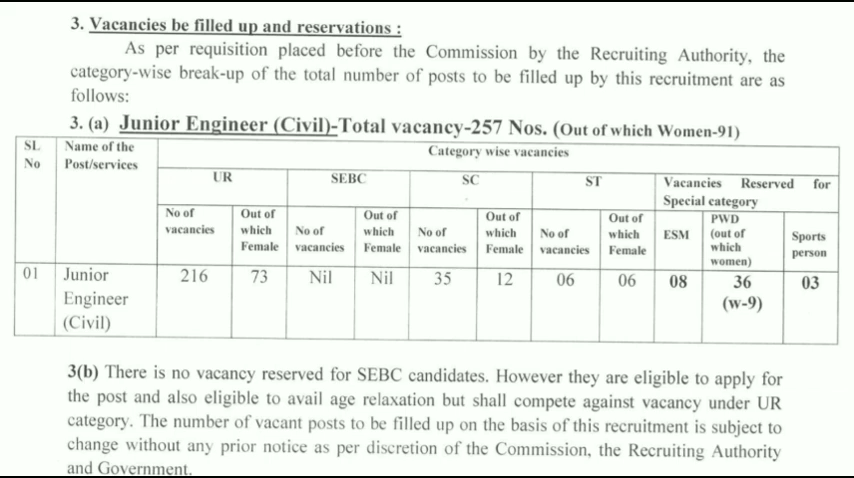 3. Vacancies be filled up and reservations :
As per requisition placed before the Commission by the Recruiting Authority, the
category-wise break-up of the total number of posts to be filled up by this recruitment are as
follows:
3. (a) Junior Engineer (Civil)-Total vacancy-257 Nos. (Out of which Women-91)
SL No
Name of the Post/services
Category wise vacancies
UR
SEBC
SC
ST
Vacancies Reserved for Special category
No of vacancies
Out of which Female
No of vacancies
Out of which Female
No of vacancies
Out of which Female
No of vacancies
Out of which Female
ESM
PWD (out of which women)
Sports person
01
Junior Engineer (Civil)
216
73
Nil
Nil
35
12
06
06
08
36 (w-9)
03
3(b) There is no vacancy reserved for SEBC candidates. However they are eligible to apply for
the post and also eligible to avail age relaxation but shall compete against vacancy under UR
category. The number of vacant posts to be filled up on the basis of this recruitment is subject to
change without any prior notice as per discretion of the Commission, the Recruiting Authority
and Government.